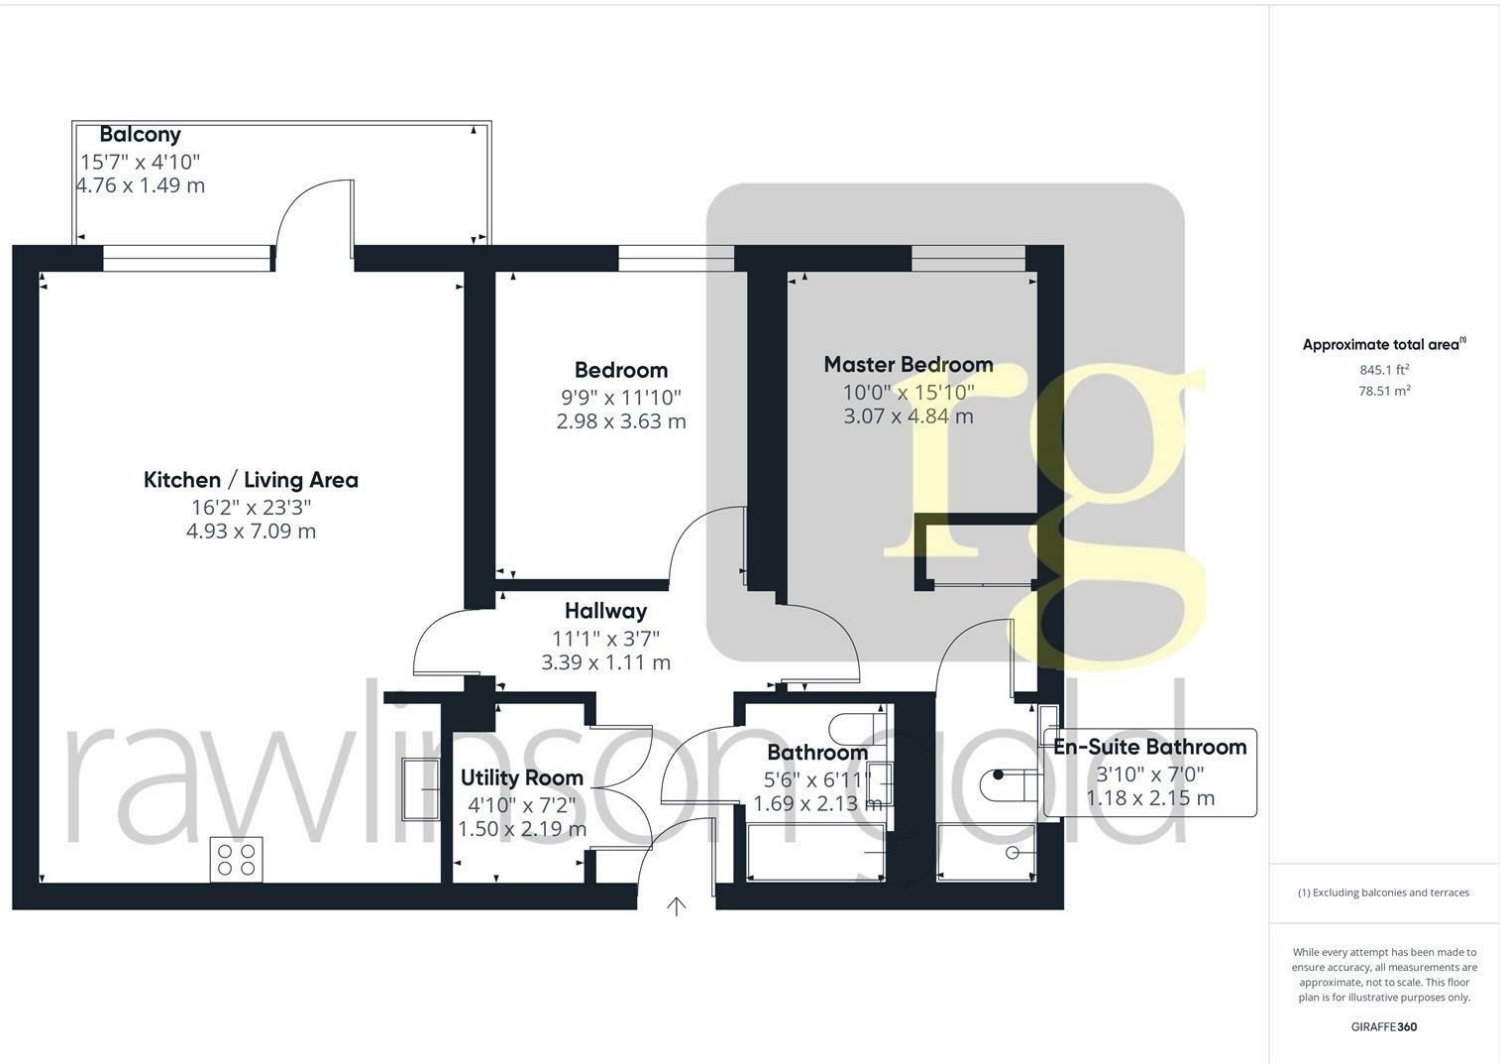 Balcony
15'7" x 4'10"
4.76 x 1.49 m
Bedroom
9'9" x 11'10"
2.98 x 3.63 m
Master Bedroom
10'0" x 15'10"
3.07 x 4.84 m
Kitchen / Living Area
16'2" x 23'3"
4.93 x 7.09 m
Hallway
11'1" x 3'7"
3.39 x 1.11 m
Utility Room
4'10" x 7'2"
1.50 x 2.19 m
Bathroom
5'6" x 6'11"
1.69 x 2.13 m
En-Suite Bathroom
3'10" x 7'0"
1.18 x 2.15 m
rg
rawlinson gold
Approximate total area(1)
845.1 ft²
78.51 m²
(1) Excluding balconies and terraces
While every attempt has been made to
ensure accuracy, all measurements are
approximate, not to scale. This floor
plan is for illustrative purposes only.
GIRAFFE360